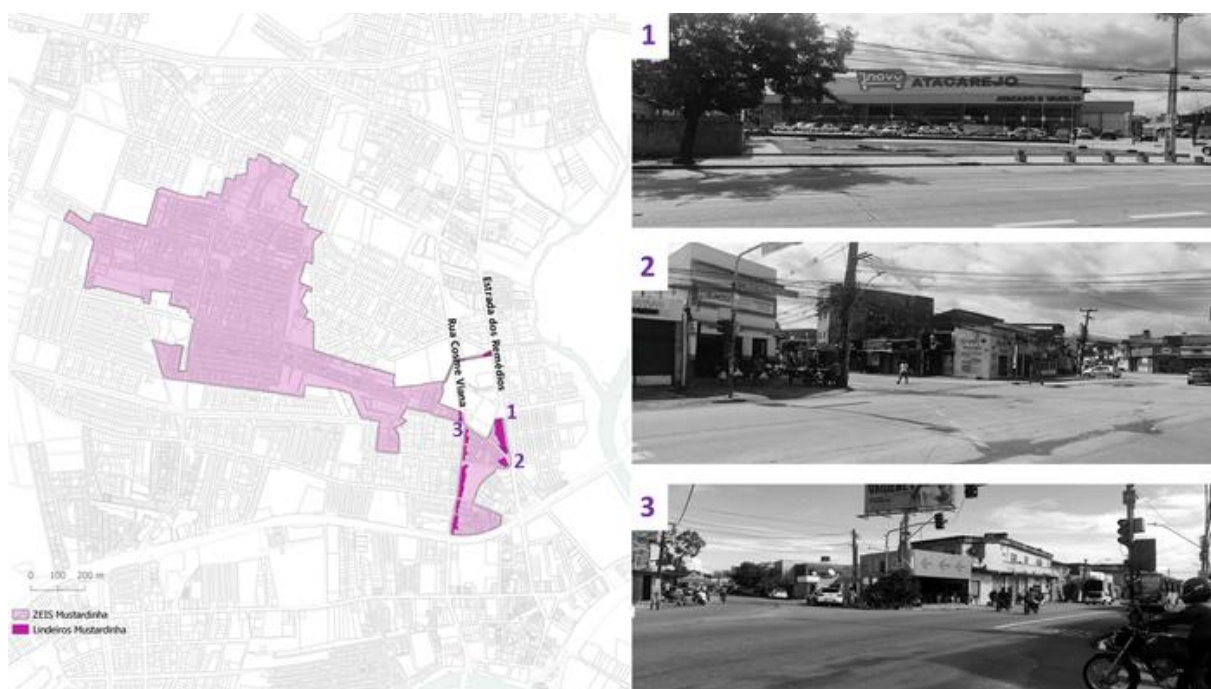 Estrada dos Remédios
Rua Cosme Viana
1
2
3
0 100 200 m
ZEIS Mustardinha
Lindeiros Mustardinha
1
novo
ATACAREJO
ATACADO E VAREJO
2
3